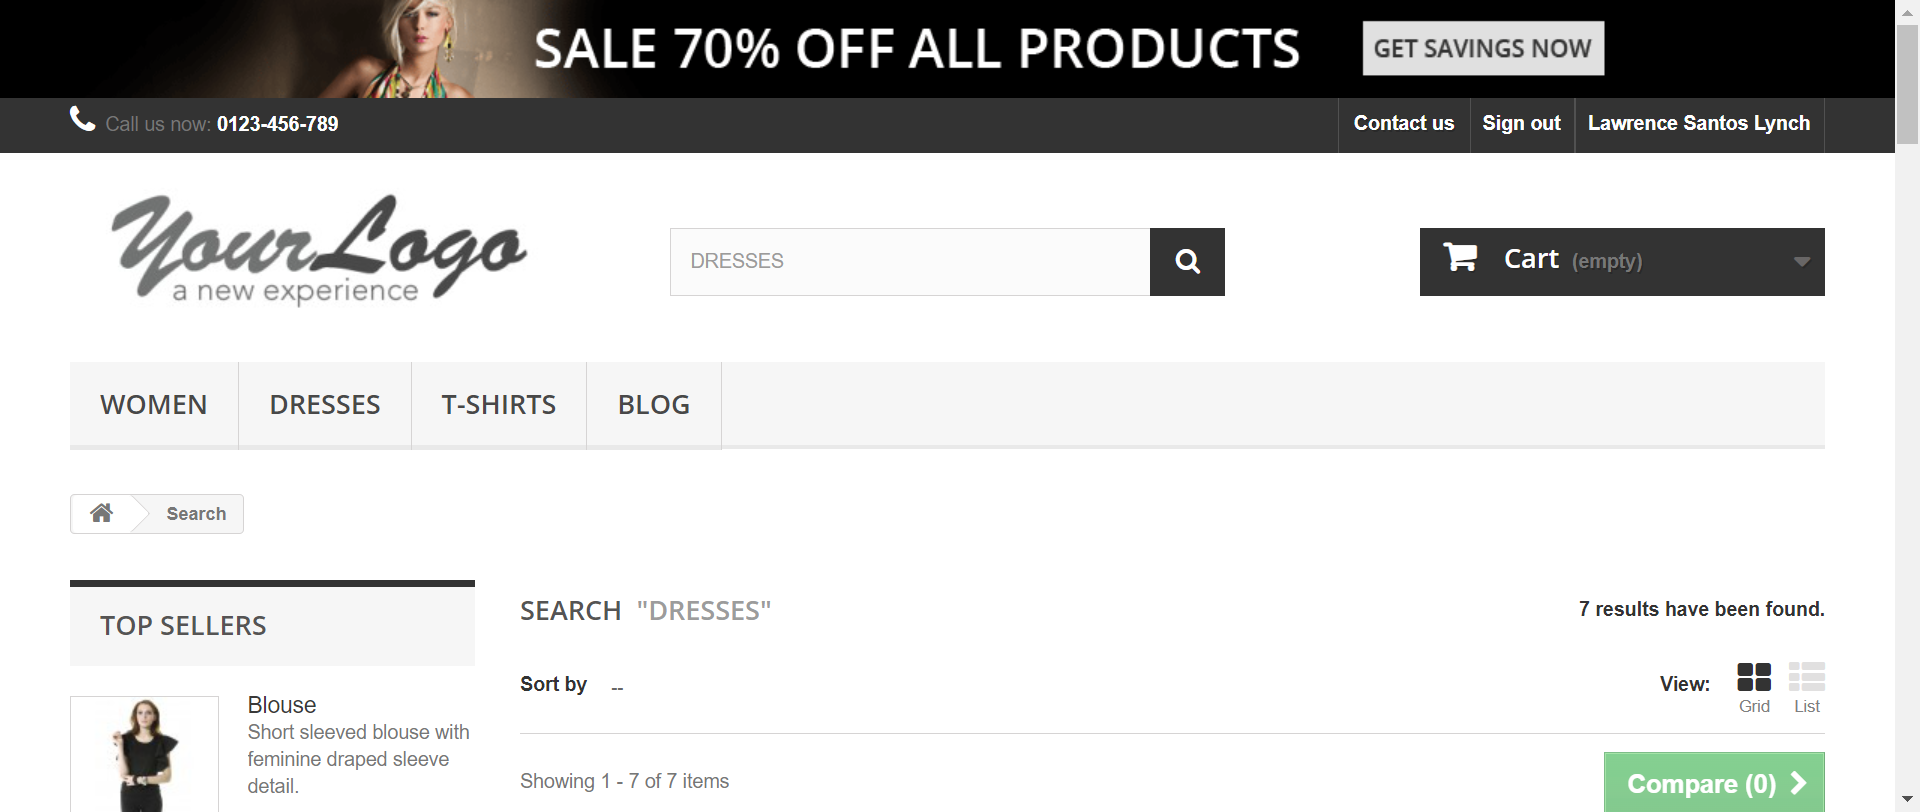 SALE 70% OFF ALL PRODUCTS
GET SAVINGS NOW
Call us now: 0123-456-789
Contact us
Sign out
Lawrence Santos Lynch
YourLogo
a new experience
DRESSES
Cart (empty)
WOMEN
DRESSES
T-SHIRTS
BLOG
Search
TOP SELLERS
Blouse
Short sleeved blouse with
feminine draped sleeve
detail.
SEARCH "DRESSES"
7 results have been found.
Sort by --
View:
Grid
List
Showing 1 - 7 of 7 items
Compare (0)